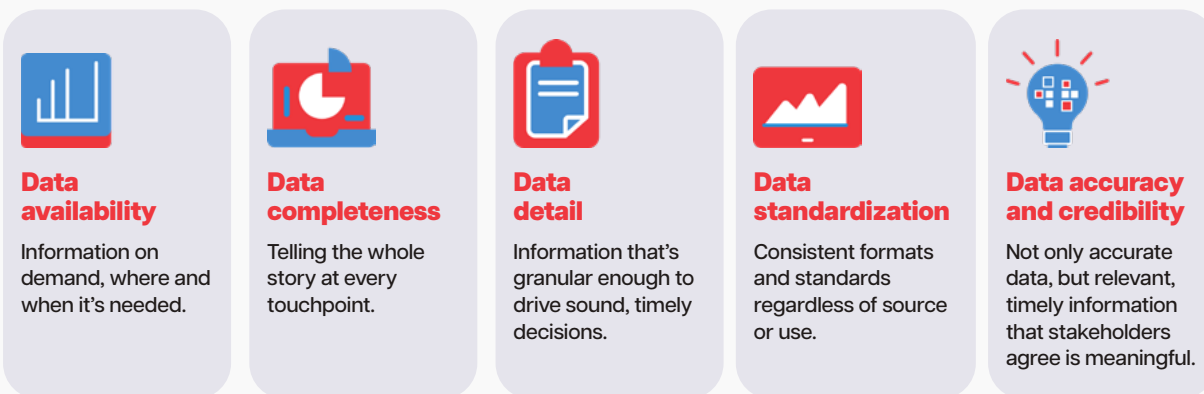 Data
availability
Information on
demand, where and
when it's needed.
Data
completeness
Telling the whole
story at every
touchpoint.
Data
detail
Information that's
granular enough to
drive sound, timely
decisions.
Data
standardization
Consistent formats
and standards
regardless of source
or use.
Data accuracy
and credibility
Not only accurate
data, but relevant,
timely information
that stakeholders
agree is meaningful.